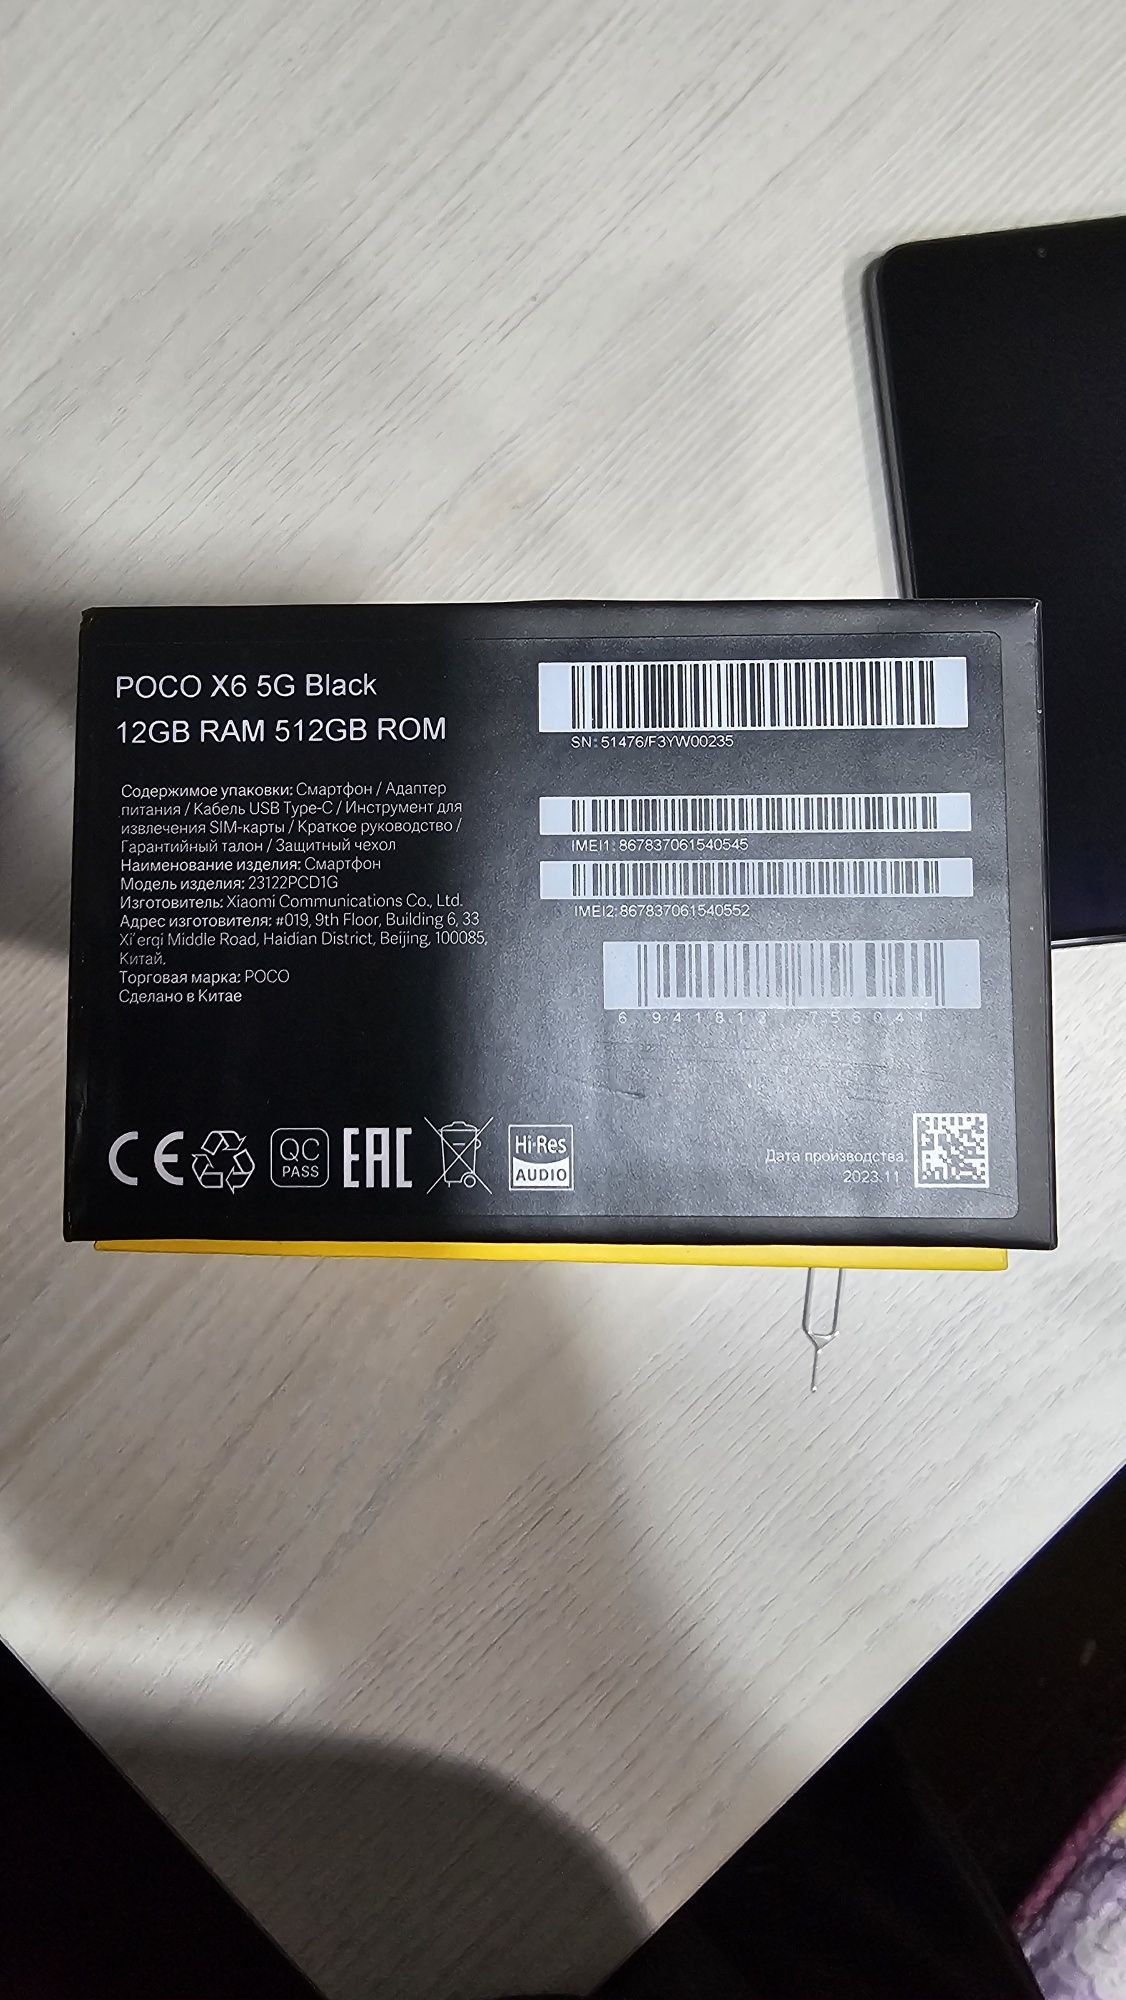 POCO X6 5G Black
12GB RAM 512GB ROM
Содержимое упаковки: Смартфон / Адаптер
питания / Кабель USB Type-C / Инструмент для
извлечения SIM-карты / Краткое руководство /
Гарантийный талон / Защитный чехол
Наименование изделия: Смартфон
Модель изделия: 23122PCD1G
Изготовитель: Xiaomi Communications Co., Ltd.
Адрес изготовителя: #019, 9th Floor, Building 6, 33
Xi'erqi Middle Road, Haidian District, Beijing, 100085,
Китай.
Торговая марка: POCO
Сделано в Китае
SN: 51476/F3YW00235
IMEI1: 867837061540545
IMEI2: 867837061540552
6 941812 756041
CE
QC
PASS
EAC
Hi-Res
AUDIO
Дата производства:
2023.11